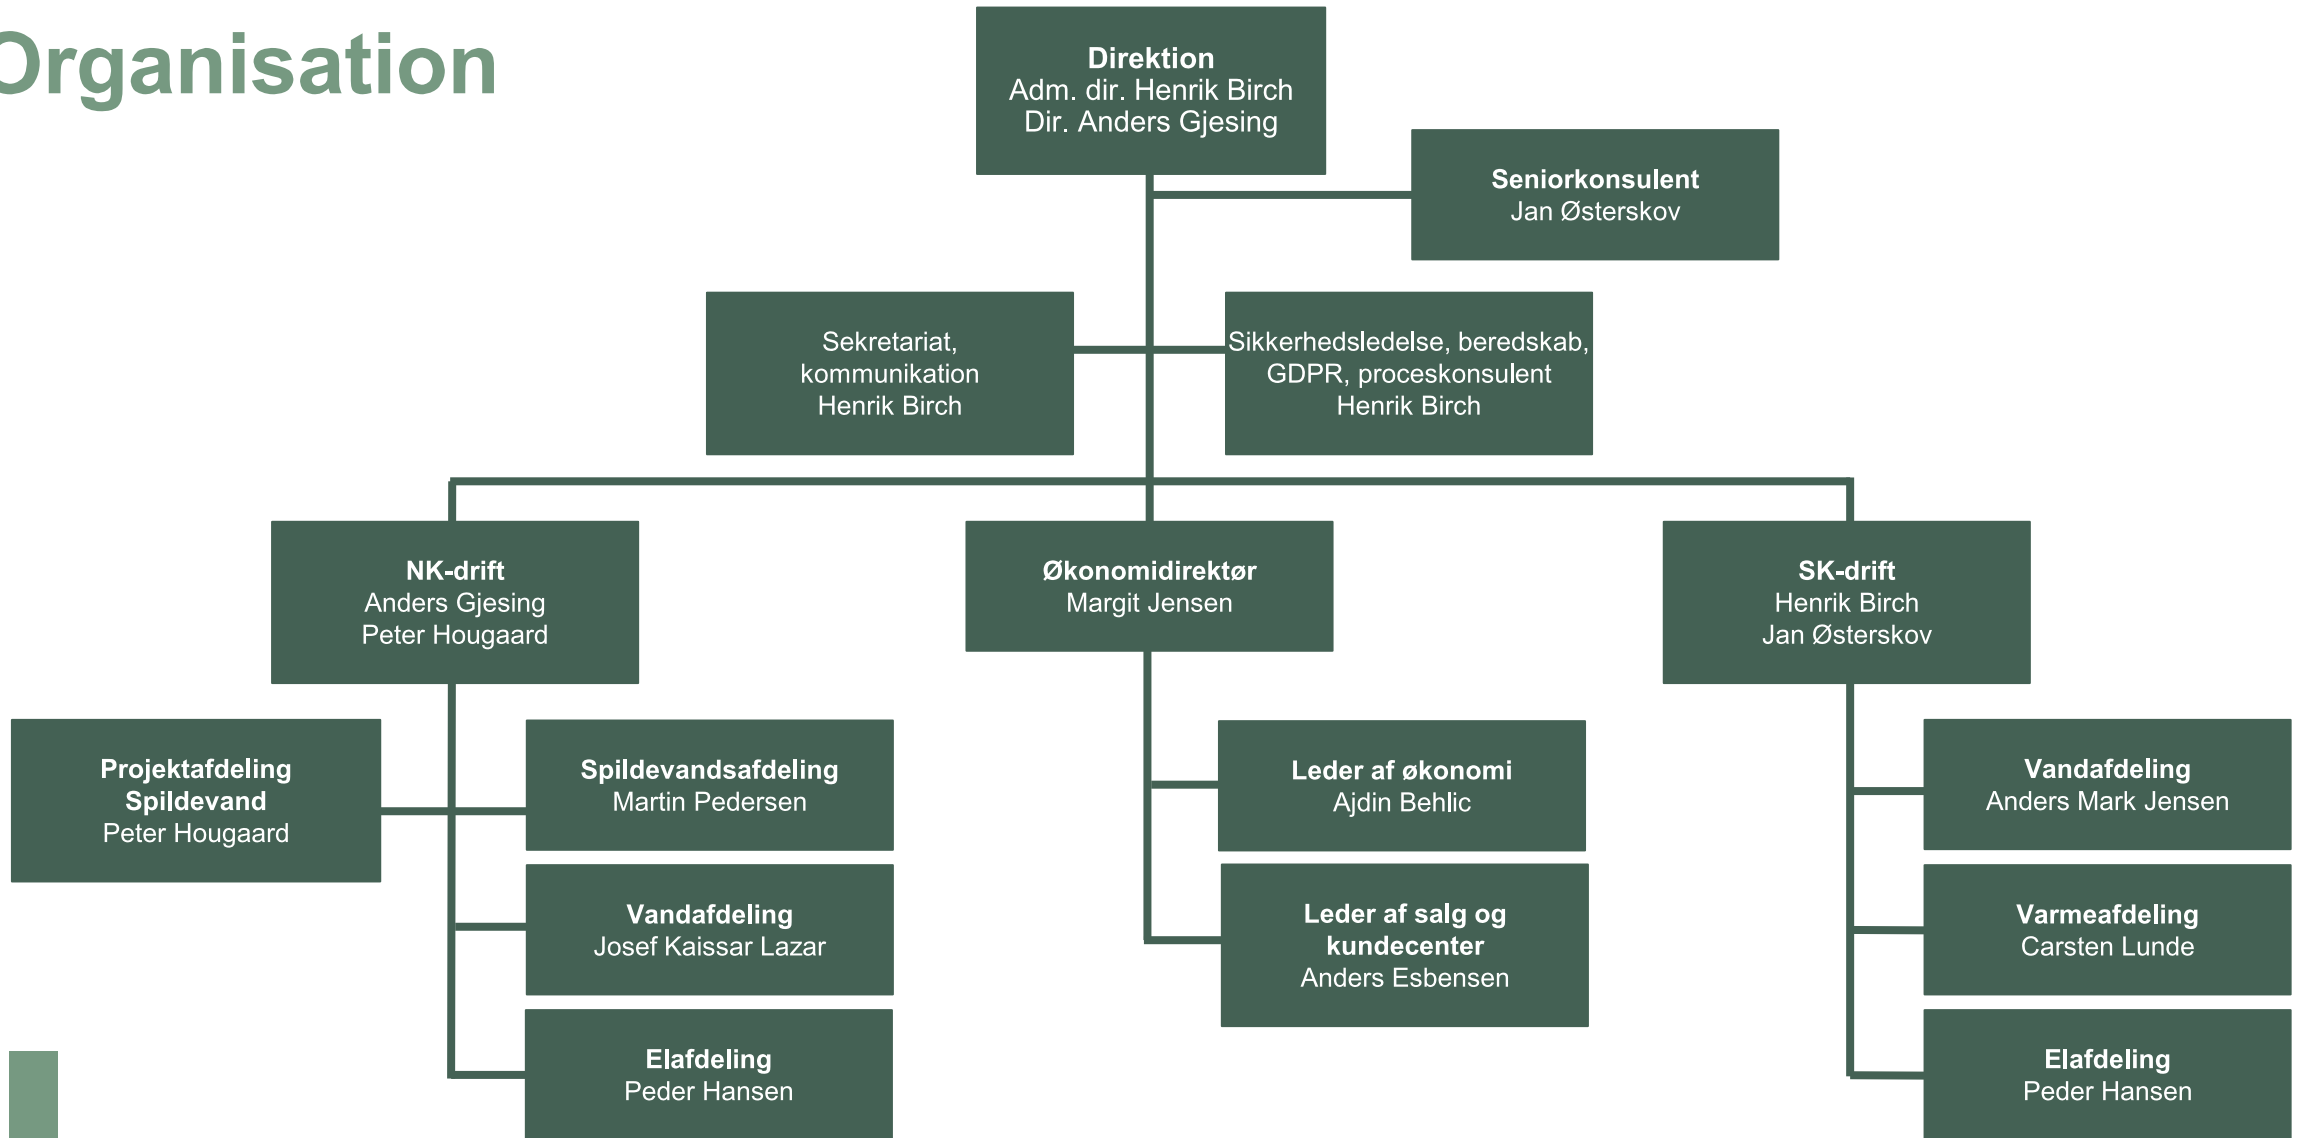 Organisation
Direktion
Adm. dir. Henrik Birch
Dir. Anders Gjesing
Seniorkonsulent
Jan Østerskov
Sekretariat,
kommunikation
Henrik Birch
Sikkerhedsledelse, beredskab,
GDPR, proceskonsulent
Henrik Birch
NK-drift
Anders Gjesing
Peter Hougaard
Økonomidirektør
Margit Jensen
SK-drift
Henrik Birch
Jan Østerskov
Projektafdeling
Spildevand
Peter Hougaard
Spildevandsafdeling
Martin Pedersen
Vandafdeling
Josef Kaissar Lazar
Elafdeling
Peder Hansen
Leder af økonomi
Ajdin Behlic
Leder af salg og
kundecenter
Anders Esbensen
Vandafdeling
Anders Mark Jensen
Varmeafdeling
Carsten Lunde
Elafdeling
Peder Hansen